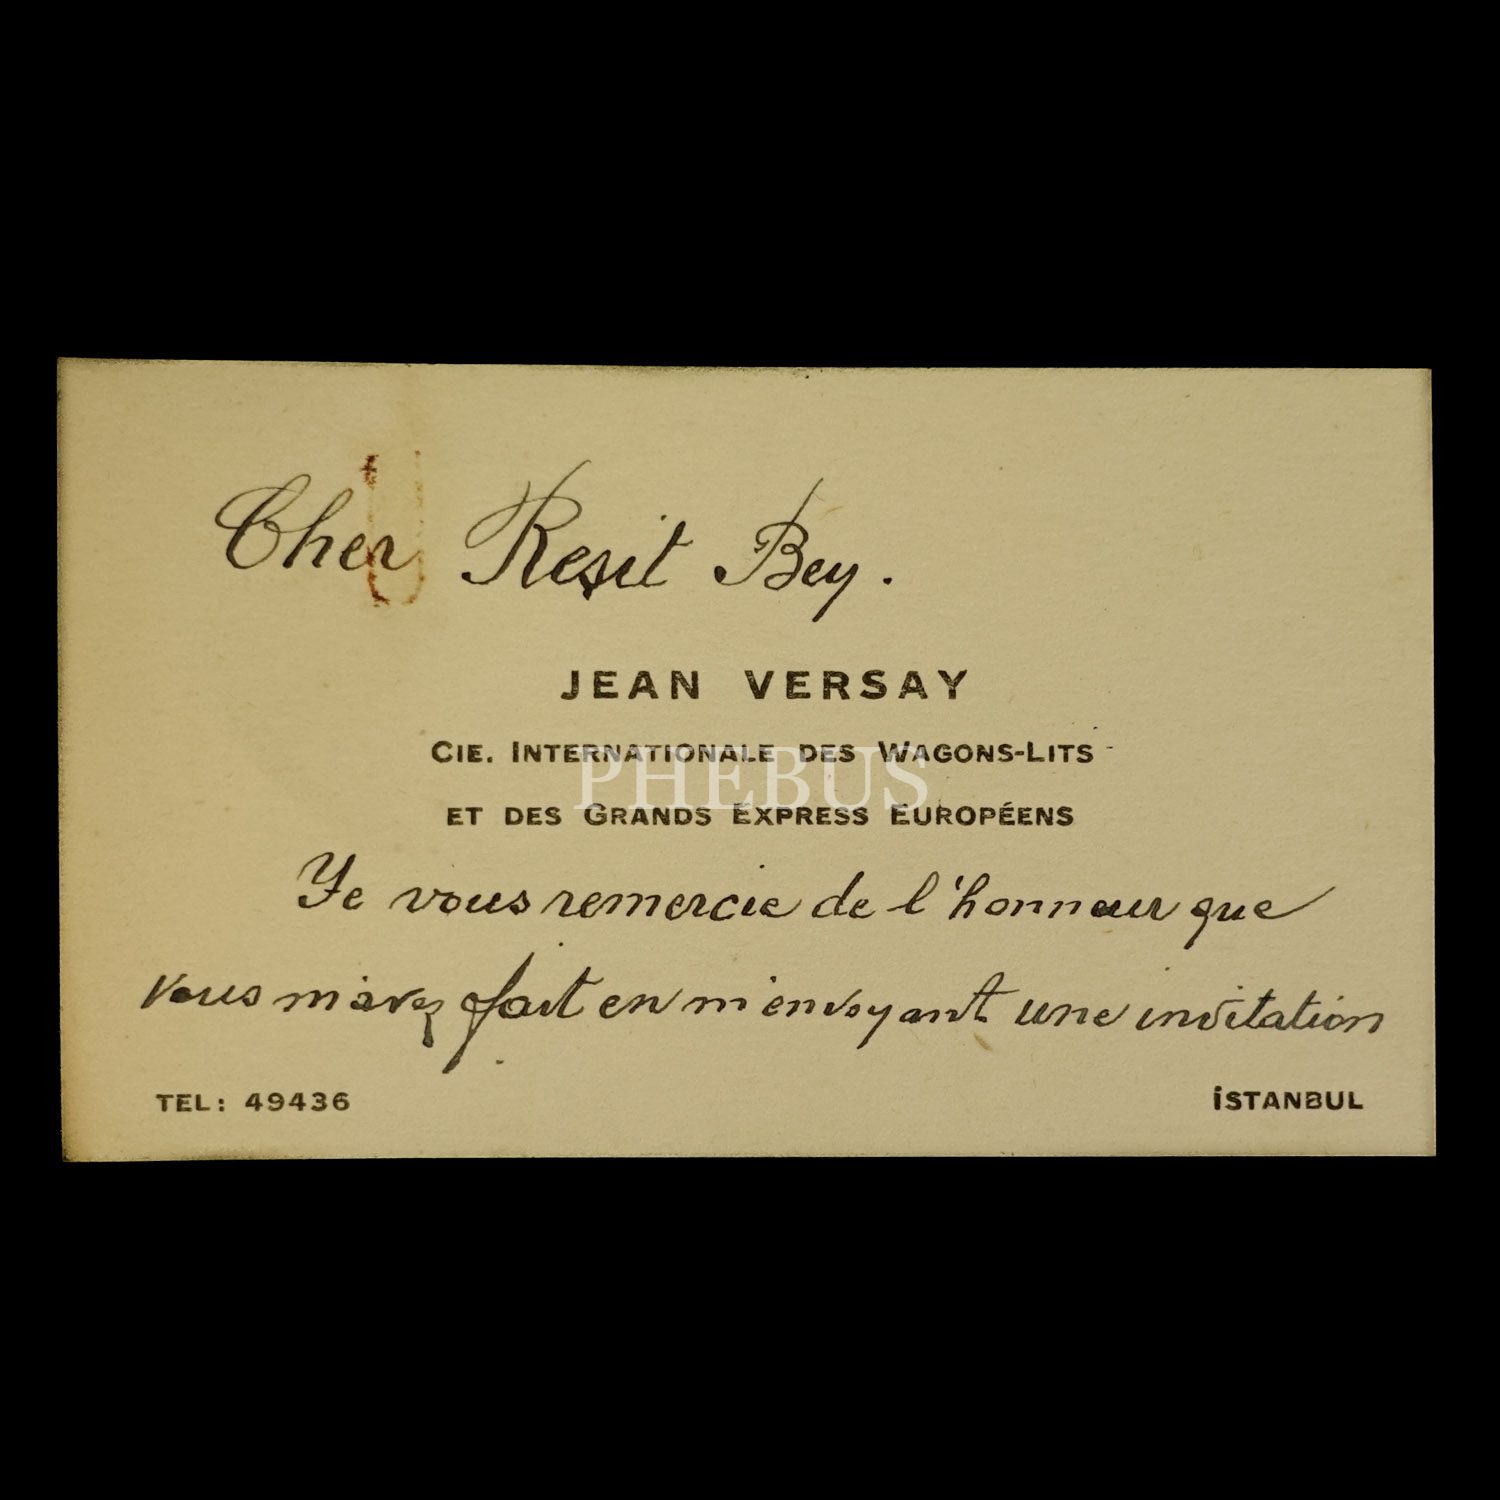 Cher Reşit Bey.
JEAN VERSAY
CIE. INTERNATIONALE DES WAGONS-LITS
PHEBUS
ET DES GRANDS EXPRESS EUROPÉENS
Je vous remercie de l'honneur que
vous m'avez fait en m'envoyant une invitation
TEL: 49436 İSTANBUL